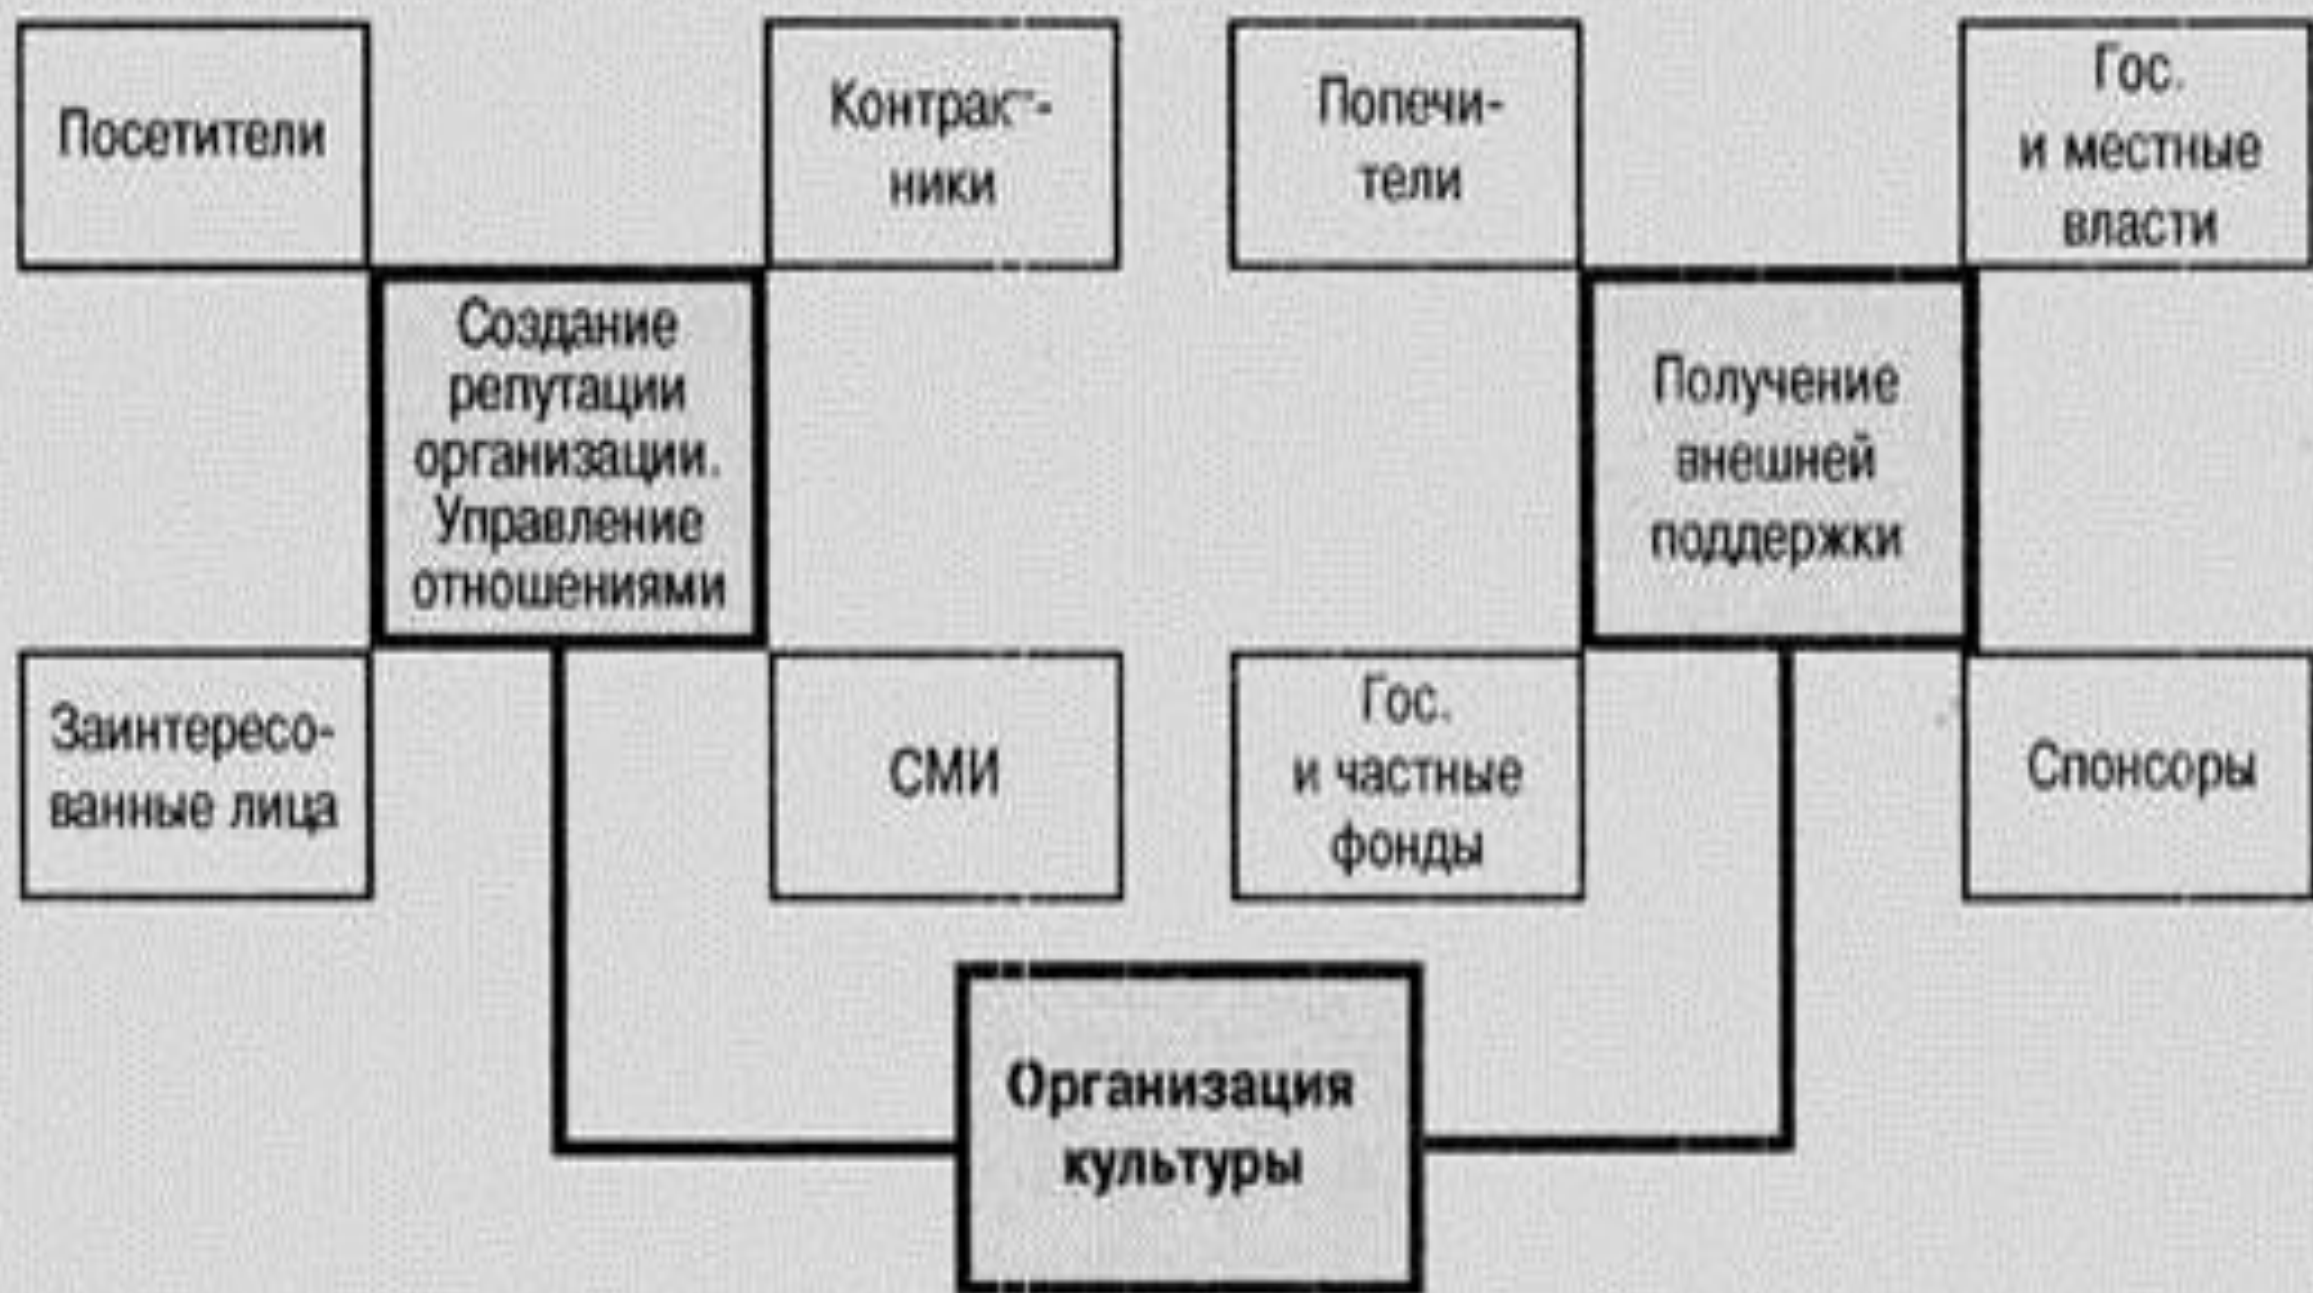 Посетители
Контракт-
ники
Попечи-
тели
Гос.
и местные
власти
Создание
репутации
организации.
Управление
отношениями
Получение
внешней
поддержки
Заинтересо-
ванные лица
СМИ
Гос.
и частные
фонды
Спонсоры
Организация
культуры